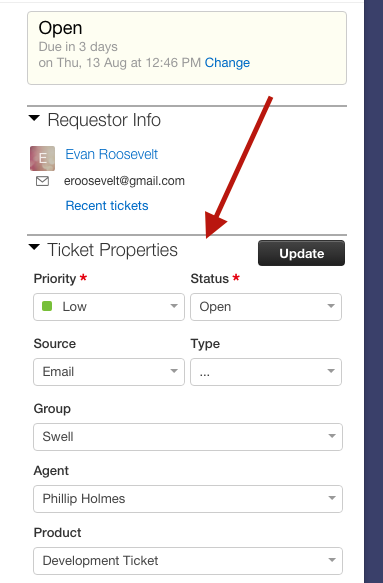 Open
Due in 3 days
on Thu, 13 Aug at 12:46 PM Change
Requestor Info
E
Evan Roosevelt
eroosevelt@gmail.com
Recent tickets
Ticket Properties
Update
Priority * Status *
Low Open
Source Type
Email ...
Group
Swell
Agent
Phillip Holmes
Product
Development Ticket